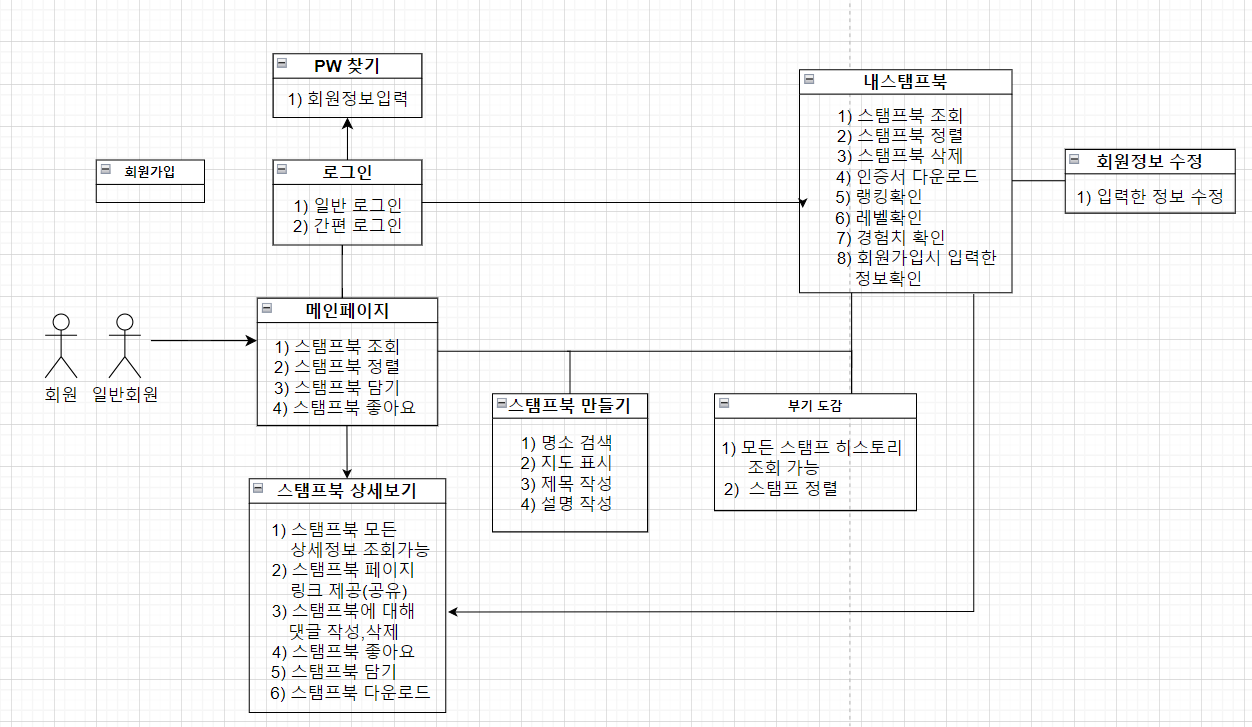 PW 찾기
1) 회원정보입력
회원가입
로그인
1) 일반 로그인
2) 간편 로그인
내스탬프북
1) 스탬프북 조회
2) 스탬프북 정렬
3) 스탬프북 삭제
4) 인증서 다운로드
5) 랭킹확인
6) 레벨확인
7) 경험치 확인
8) 회원가입시 입력한
정보확인
회원정보 수정
1) 입력한 정보 수정
회원
일반회원
메인페이지
1) 스탬프북 조회
2) 스탬프북 정렬
3) 스탬프북 담기
4) 스탬프북 좋아요
스탬프북 만들기
1) 명소 검색
2) 지도 표시
3) 제목 작성
4) 설명 작성
부기 도감
1) 모든 스탬프 히스토리
조회 가능
2) 스탬프 정렬
스탬프북 상세보기
1) 스탬프북 모든
상세정보 조회가능
2) 스탬프북 페이지
링크 제공(공유)
3) 스탬프북에 대해
댓글 작성,삭제
4) 스탬프북 좋아요
5) 스탬프북 담기
6) 스탬프북 다운로드